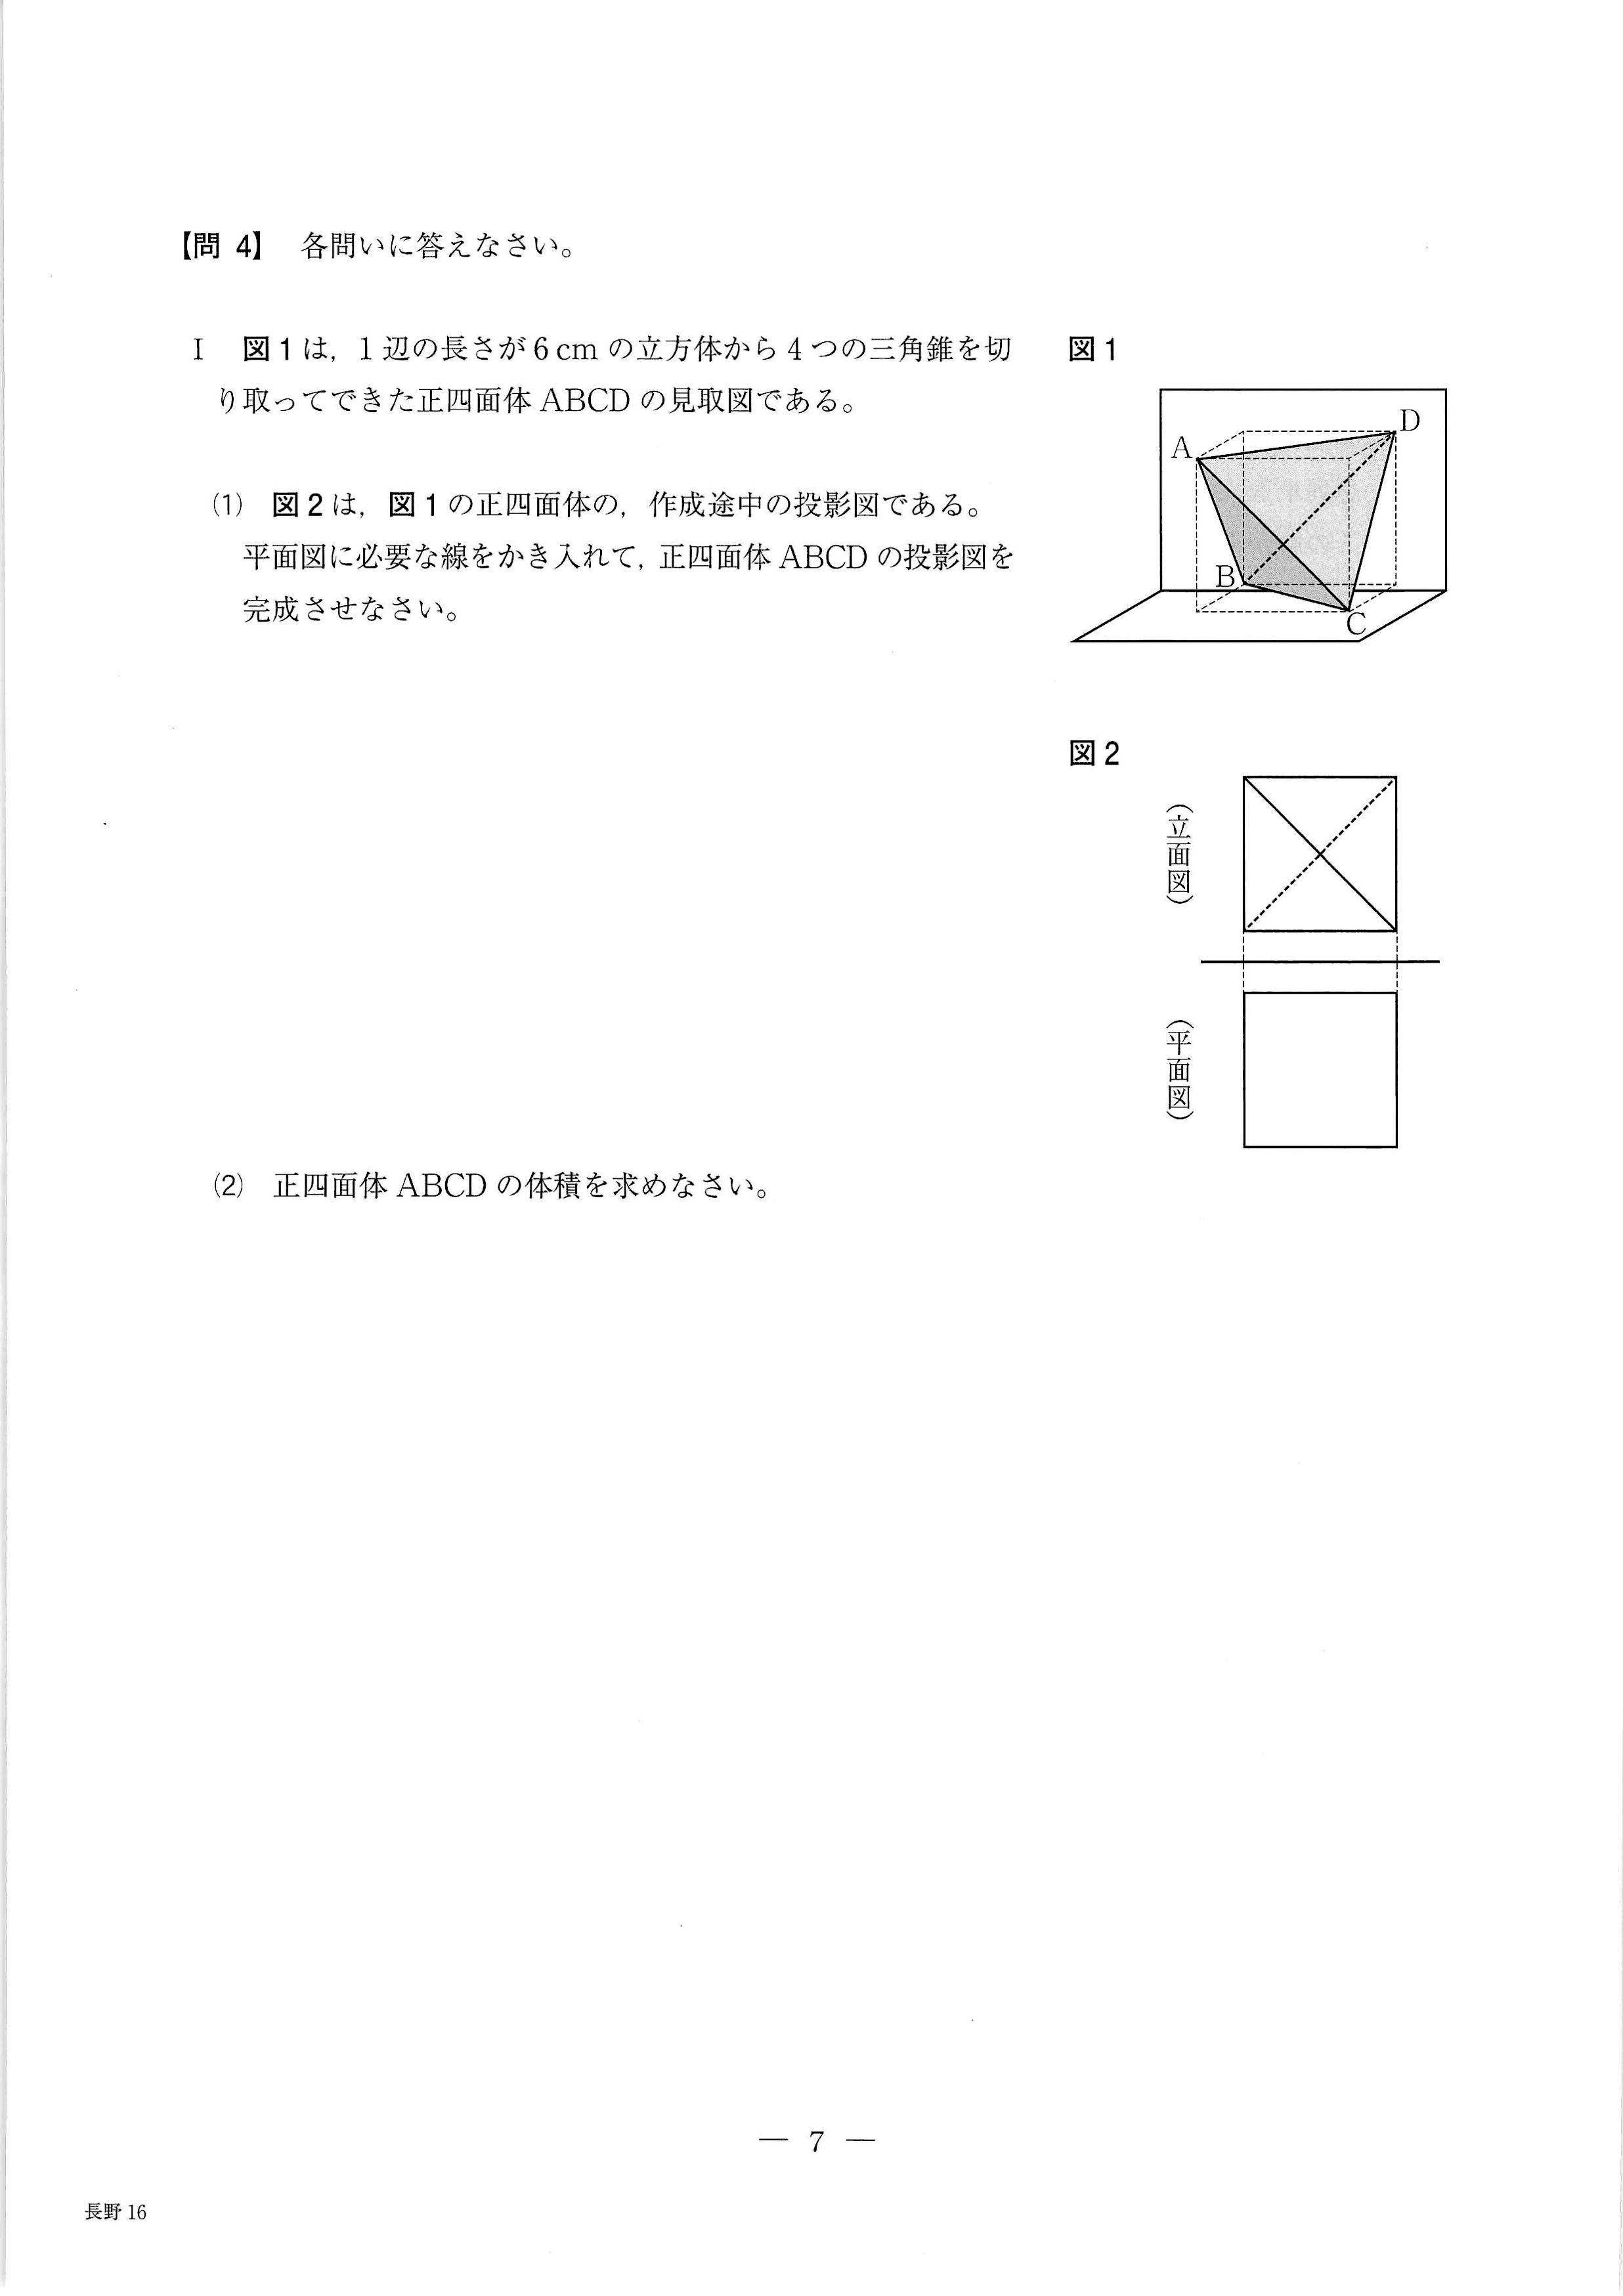 【問 4】 各問いに答えなさい。
Ⅰ 図1は，1辺の長さが6cmの立方体から4つの三角錐を切
り取ってできた正四面体ABCDの見取図である。
図1
A
D
B
C
(1) 図2は，図1の正四面体の，作成途中の投影図である。
平面図に必要な線をかき入れて，正四面体ABCDの投影図を
完成させなさい。
図2
（立面図）
（平面図）
(2) 正四面体ABCDの体積を求めなさい。
— 7 —
長野16